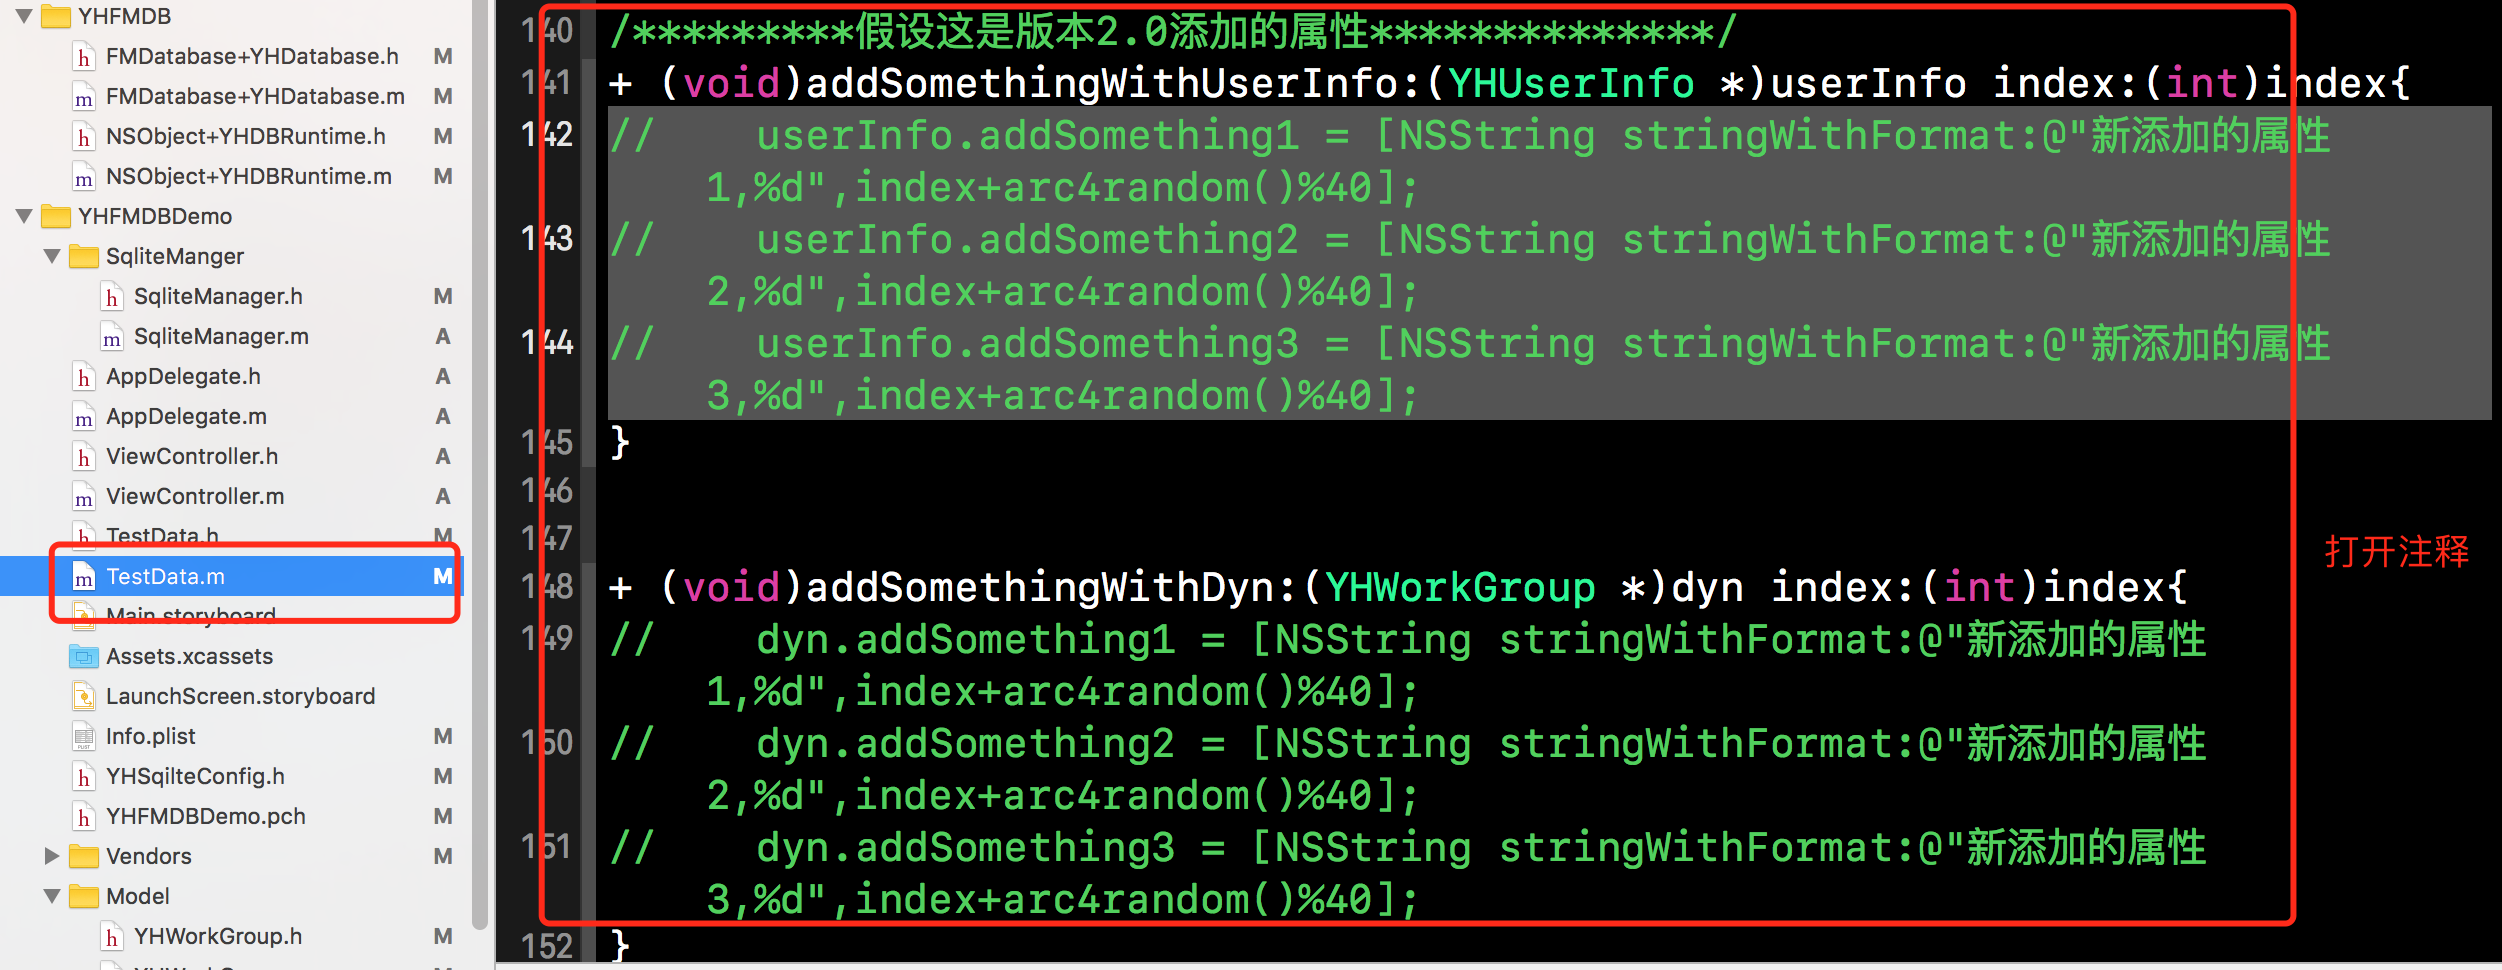 YHFMDB
FMDatabase+YHDatabase.h M
FMDatabase+YHDatabase.m M
NSObject+YHDBRuntime.h M
NSObject+YHDBRuntime.m M
YHFMDBDemo
SqliteManger
SqliteManager.h M
SqliteManager.m A
AppDelegate.h A
AppDelegate.m A
ViewController.h A
ViewController.m A
TestData.h M
TestData.m M
Main.storyboard
Assets.xcassets
LaunchScreen.storyboard
Info.plist M
YHSqilteConfig.h M
YHFMDBDemo.pch M
Vendors M
Model
YHWorkGroup.h M
140 /*********假设这是版本2.0添加的属性**************/
141 + (void)addSomethingWithUserInfo:(YHUserInfo *)userInfo index:(int)index{
142 //    userInfo.addSomething1 = [NSString stringWithFormat:@"新添加的属性
1,%d",index+arc4random()%40];
143 //    userInfo.addSomething2 = [NSString stringWithFormat:@"新添加的属性
2,%d",index+arc4random()%40];
144 //    userInfo.addSomething3 = [NSString stringWithFormat:@"新添加的属性
3,%d",index+arc4random()%40];
145 }
146
147
148 + (void)addSomethingWithDyn:(YHWorkGroup *)dyn index:(int)index{
149 //    dyn.addSomething1 = [NSString stringWithFormat:@"新添加的属性
1,%d",index+arc4random()%40];
150 //    dyn.addSomething2 = [NSString stringWithFormat:@"新添加的属性
2,%d",index+arc4random()%40];
151 //    dyn.addSomething3 = [NSString stringWithFormat:@"新添加的属性
3,%d",index+arc4random()%40];
152 }
打开注释